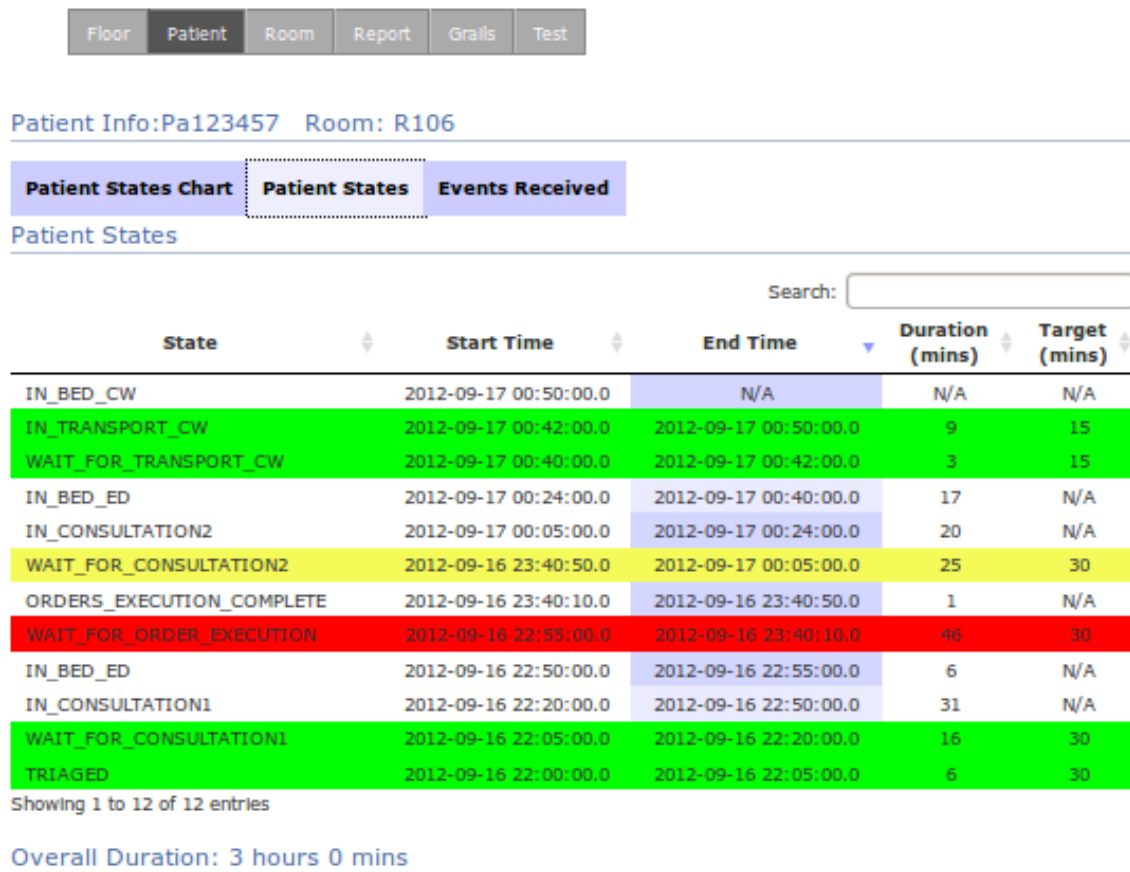 Floor Patient Room Report Grails Test
Patient Info:Pa123457 Room: R106
Patient States Chart Patient States Events Received
Patient States
Search:
State Start Time End Time Duration (mins) Target (mins)
IN_BED_CW 2012-09-17 00:50:00.0 N/A N/A N/A
IN_TRANSPORT_CW 2012-09-17 00:42:00.0 2012-09-17 00:50:00.0 9 15
WAIT_FOR_TRANSPORT_CW 2012-09-17 00:40:00.0 2012-09-17 00:42:00.0 3 15
IN_BED_ED 2012-09-17 00:24:00.0 2012-09-17 00:40:00.0 17 N/A
IN_CONSULTATION2 2012-09-17 00:05:00.0 2012-09-17 00:24:00.0 20 N/A
WAIT_FOR_CONSULTATION2 2012-09-16 23:40:50.0 2012-09-17 00:05:00.0 25 30
ORDERS_EXECUTION_COMPLETE 2012-09-16 23:40:10.0 2012-09-16 23:40:50.0 1 N/A
WAIT_FOR_ORDER_EXECUTION 2012-09-16 22:55:00.0 2012-09-16 23:40:10.0 46 30
IN_BED_ED 2012-09-16 22:50:00.0 2012-09-16 22:55:00.0 6 N/A
IN_CONSULTATION1 2012-09-16 22:20:00.0 2012-09-16 22:50:00.0 31 N/A
WAIT_FOR_CONSULTATION1 2012-09-16 22:05:00.0 2012-09-16 22:20:00.0 16 30
TRIAGED 2012-09-16 22:00:00.0 2012-09-16 22:05:00.0 6 30
Showing 1 to 12 of 12 entries
Overall Duration: 3 hours 0 mins